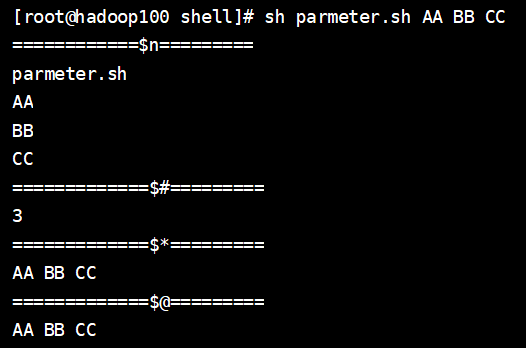 [root@hadoop100 shell]# sh parmeter.sh AA BB CC
============$n=========
parmeter.sh
AA
BB
CC
=============$#=========
3
=============$*=========
AA BB CC
=============$@=========
AA BB CC